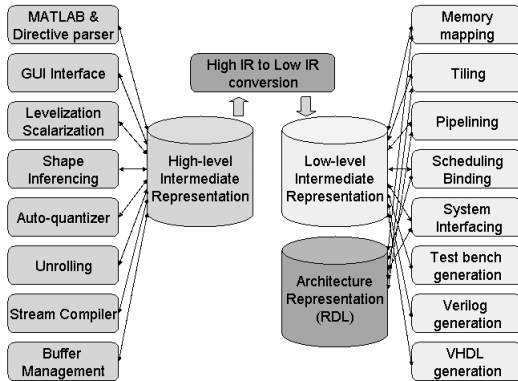 MATLAB &
Directive parser
GUI Interface
Levelization
Scalarization
Shape
Inferencing
Auto-quantizer
Unrolling
Stream Compiler
Buffer
Management
High IR to Low IR
conversion
High-level
Intermediate
Representation
Low-level
Intermediate
Representation
Architecture
Representation
(RDL)
Memory
mapping
Tiling
Pipelining
Scheduling
Binding
System
Interfacing
Test bench
generation
Verilog
generation
VHDL
generation